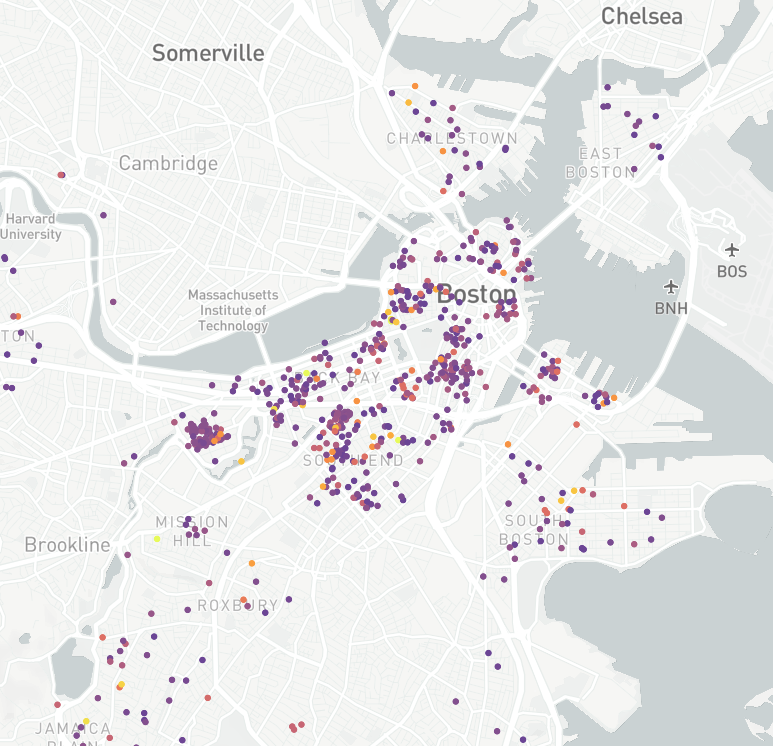 Chelsea
Somerville
CHARLESTOWN
Cambridge
EAST
BOSTON
Harvard
University
BOS
Boston
BNH
Massachusetts
Institute of
Technology
TON
CK BAY
SOUTH END
SOUTH
BOSTON
MISSION
HILL
Brookline
ROXBURY
JAMAICA
PLAIN